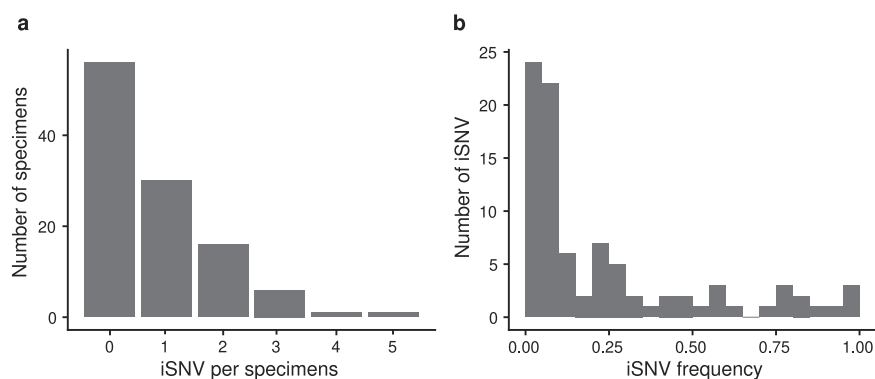 a
Number of specimens
40
20
0
0 1 2 3 4 5
iSNV per specimens
b
Number of iSNV
25
20
15
10
5
0
0.00 0.25 0.50 0.75 1.00
iSNV frequency